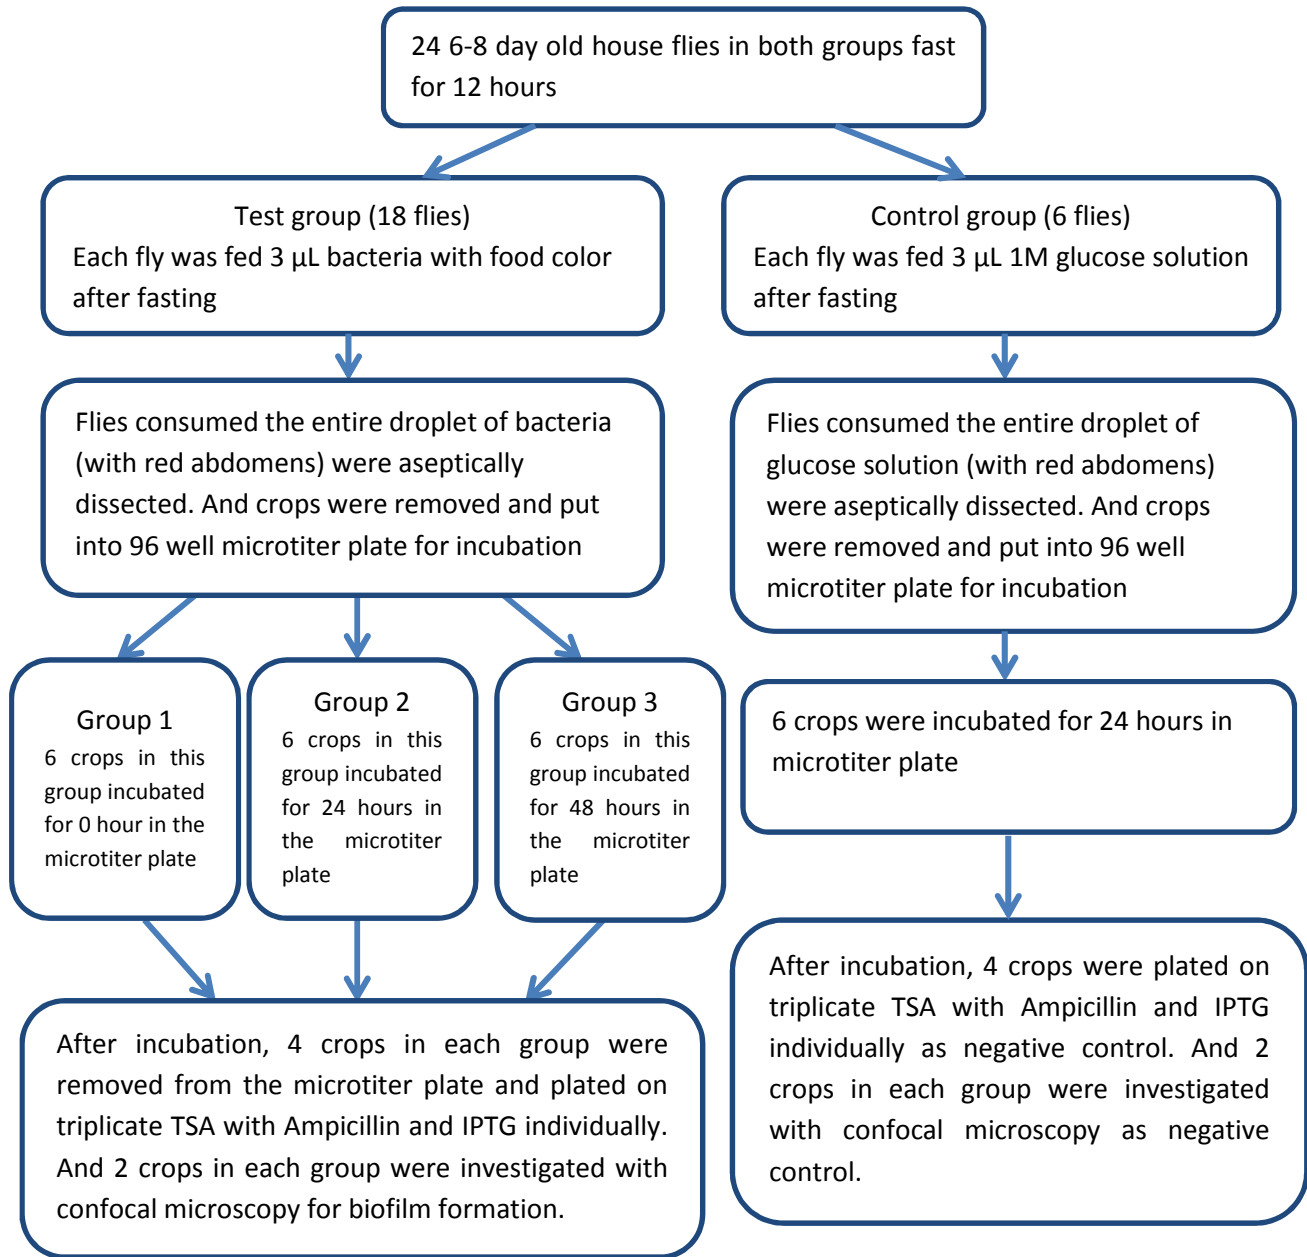 24 6-8 day old house flies in both groups fast
for 12 hours
Test group (18 flies)
Each fly was fed 3 µL bacteria with food color
after fasting
Control group (6 flies)
Each fly was fed 3 µL 1M glucose solution
after fasting
Flies consumed the entire droplet of bacteria
(with red abdomens) were aseptically
dissected. And crops were removed and put
into 96 well microtiter plate for incubation
Flies consumed the entire droplet of
glucose solution (with red abdomens)
were aseptically dissected. And crops
were removed and put into 96 well
microtiter plate for incubation
Group 1
6 crops in this
group incubated
for 0 hour in the
microtiter plate
Group 2
6 crops in this
group incubated
for 24 hours in
the microtiter
plate
Group 3
6 crops in this
group incubated
for 48 hours in
the microtiter
plate
6 crops were incubated for 24 hours in
microtiter plate
After incubation, 4 crops in each group were
removed from the microtiter plate and plated on
triplicate TSA with Ampicillin and IPTG individually.
And 2 crops in each group were investigated with
confocal microscopy for biofilm formation.
After incubation, 4 crops were plated on
triplicate TSA with Ampicillin and IPTG
individually as negative control. And 2
crops in each group were investigated
with confocal microscopy as negative
control.